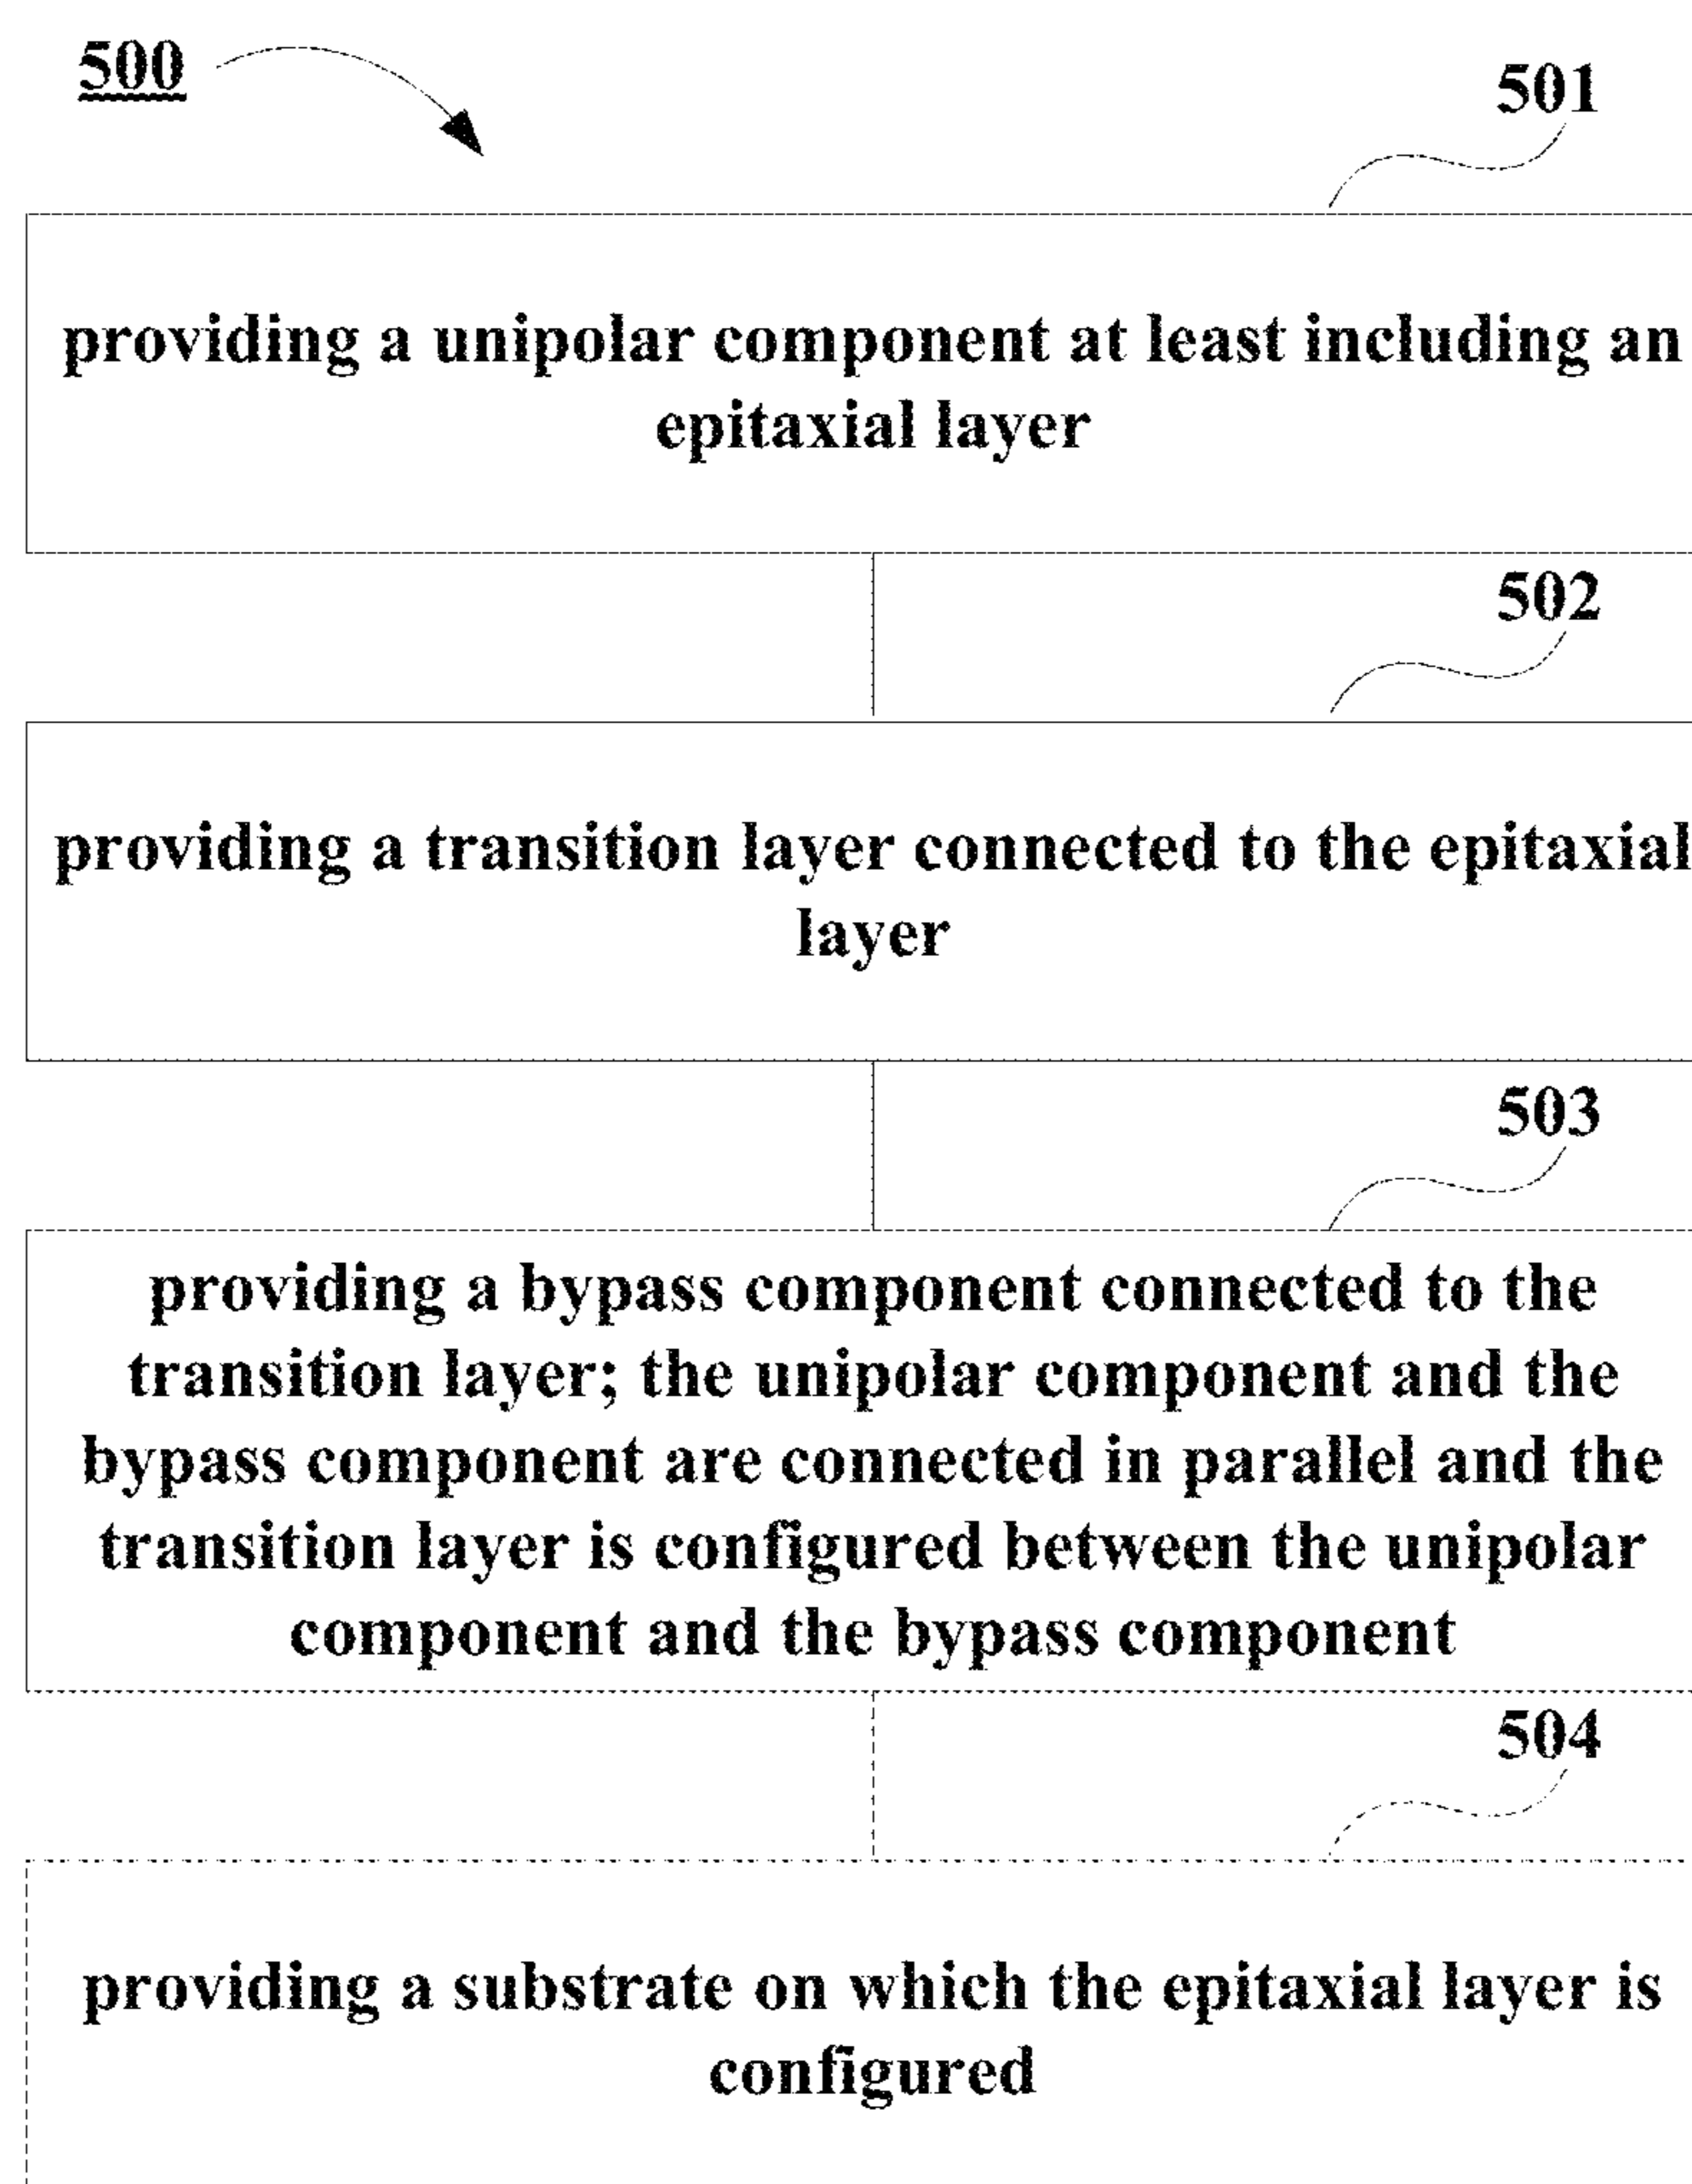 500
501
providing a unipolar component at least including an
epitaxial layer
502
providing a transition layer connected to the epitaxial
layer
503
providing a bypass component connected to the
transition layer; the unipolar component and the
bypass component are connected in parallel and the
transition layer is configured between the unipolar
component and the bypass component
504
providing a substrate on which the epitaxial layer is
configured